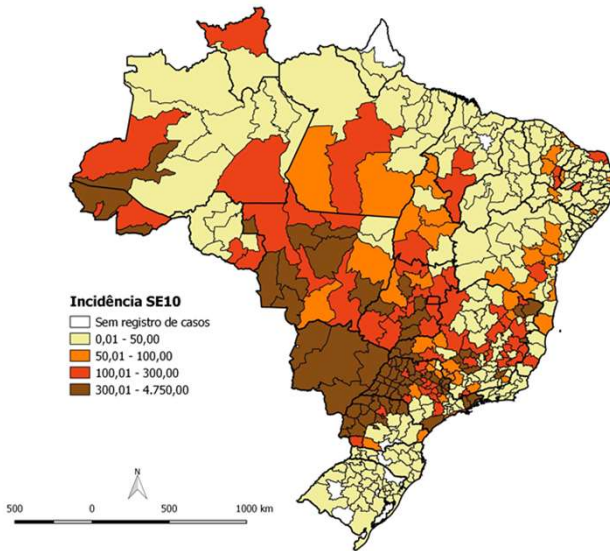 Incidência SE10
Sem registro de casos
0,01 - 50,00
50,01 - 100,00
100,01 - 300,00
300,01 - 4.750,00
N
500 0 500 1000 km